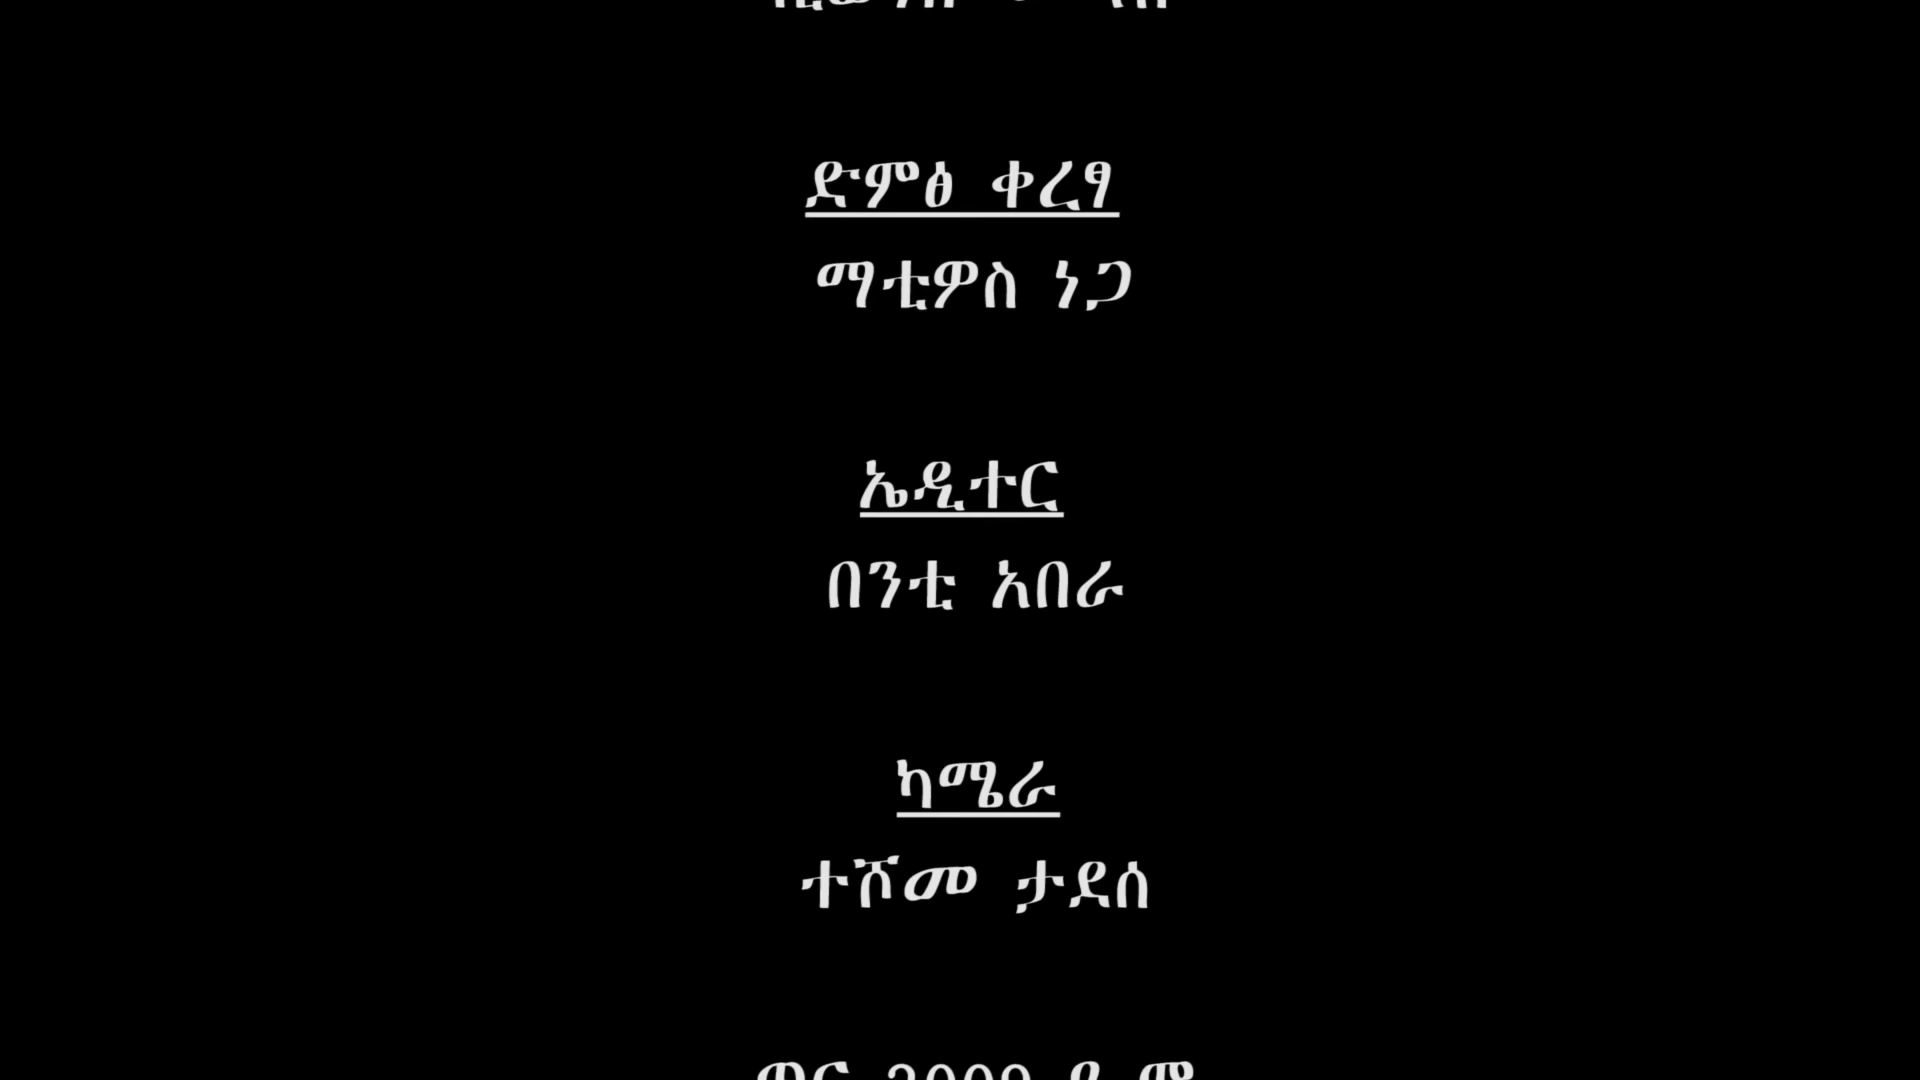 ድምፅ ቀረፃ
ማቲዎስ ነጋ
ኤዲተር
በንቲ አበራ
ካሜራ
ተሾመ ታደሰ